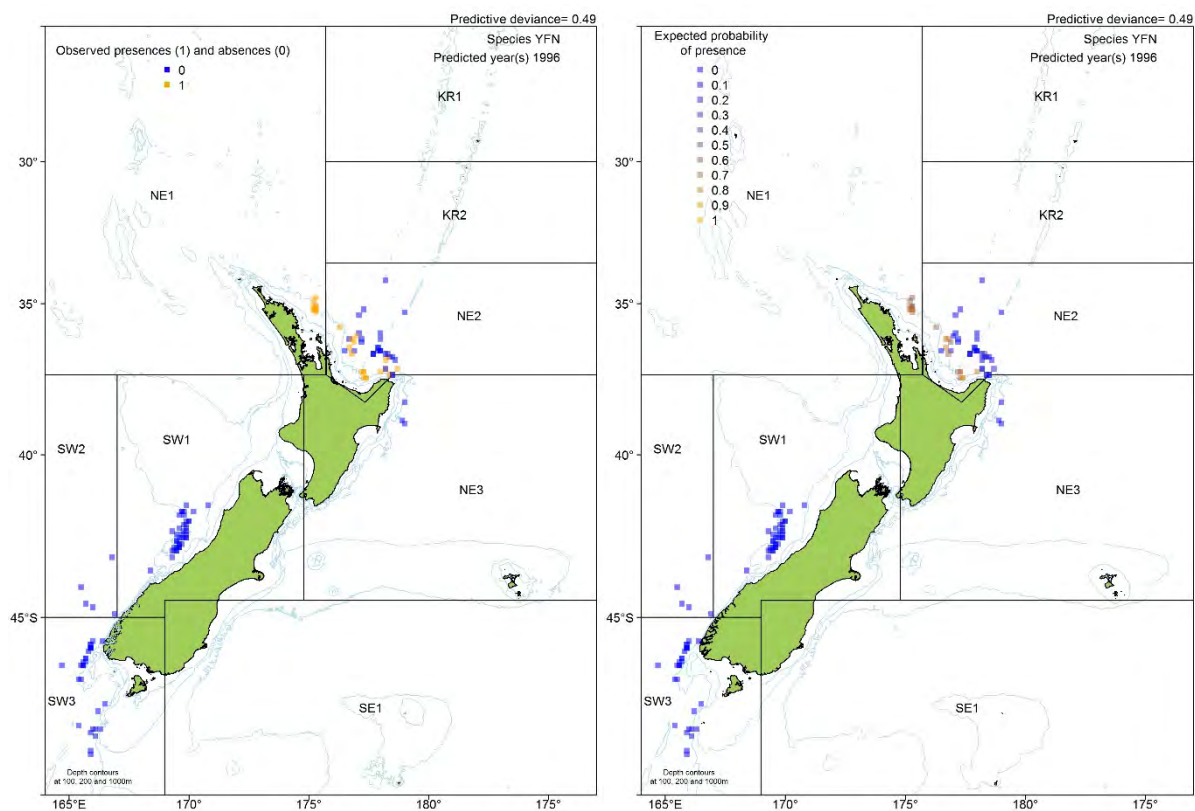 Predictive deviance= 0.49
Observed presences (1) and absences (0)
0
1
Species YFN
Predicted year(s) 1996
KR1
30°
NE1
KR2
35°
NE2
SW2
SW1
40°
NE3
45°S
SW3
SE1
Depth contours
at 100, 200 and 1000m
165°E
170°
175°
180°
175°
Predictive deviance= 0.49
Expected probability
of presence
0
0.1
0.2
0.3
0.4
0.5
0.6
0.7
0.8
0.9
1
Species YFN
Predicted year(s) 1996
KR1
30°
NE1
KR2
35°
NE2
SW2
SW1
40°
NE3
45°S
SW3
SE1
Depth contours
at 100, 200 and 1000m
165°E
170°
175°
180°
175°